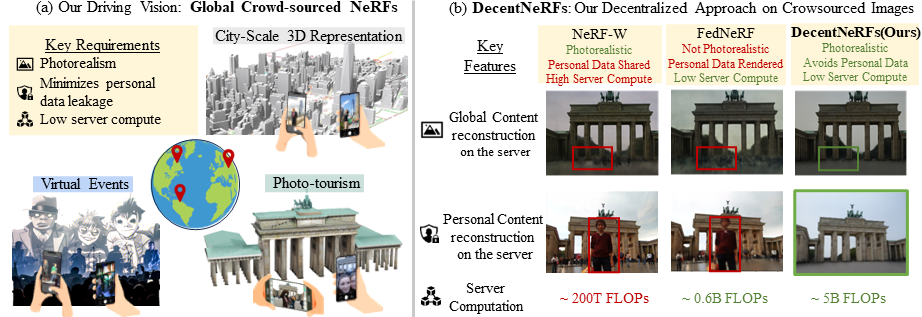 (a) Our Driving Vision: Global Crowd-sourced NeRFs
Key Requirements
Photorealism
Minimizes personal
data leakage
Low server compute
City-Scale 3D Representation
Virtual Events
Photo-tourism
(b) DecentNeRFs: Our Decentralized Approach on Crowsourced Images
Key
Features
NeRF-W
Photorealistic
Personal Data Shared
High Server Compute
FedNeRF
Not Photorealistic
Personal Data Rendered
Low Server Compute
DecentNeRFs(Ours)
Photorealistic
Avoids Personal Data
Low Server Compute
Global Content
reconstruction
on the server
Personal Content
reconstruction
on the server
Server
Computation
~ 200T FLOPs
~ 0.6B FLOPs
~ 5B FLOPs